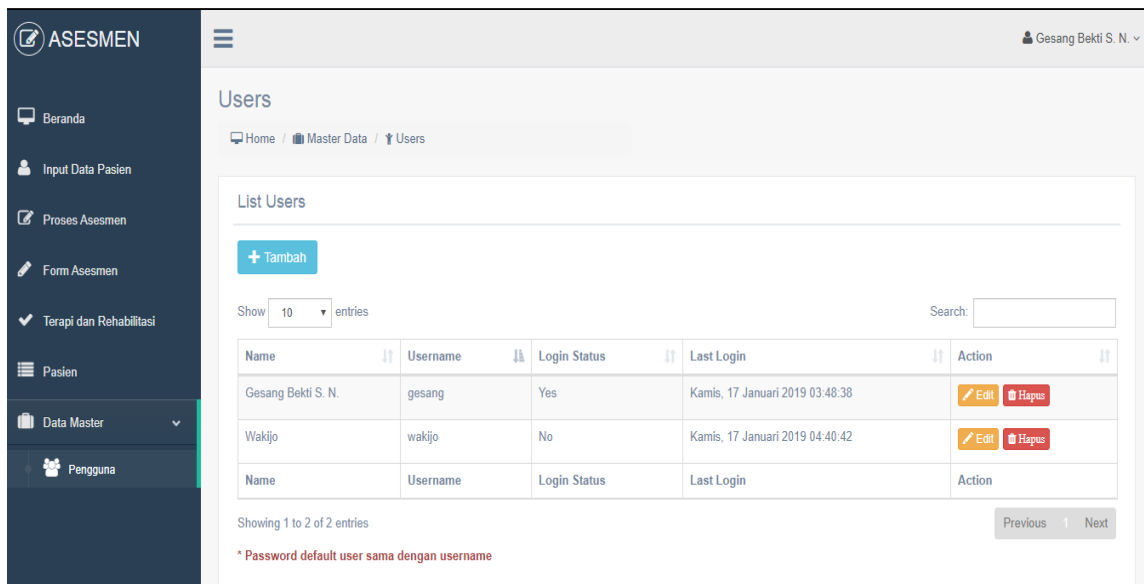 ASESMEN
Gesang Bekti S. N.
Beranda
Input Data Pasien
Proses Asesmen
Form Asesmen
Terapi dan Rehabilitasi
Pasien
Data Master
Pengguna
Users
Home / Master Data / Users
List Users
+ Tambah
Show 10 entries Search:
Name Username Login Status Last Login Action
Gesang Bekti S. N. gesang Yes Kamis, 17 Januari 2019 03:48:38 Edit Hapus
Wakijo wakijo No Kamis, 17 Januari 2019 04:40:42 Edit Hapus
Name Username Login Status Last Login Action
Showing 1 to 2 of 2 entries Previous 1 Next
* Password default user sama dengan username